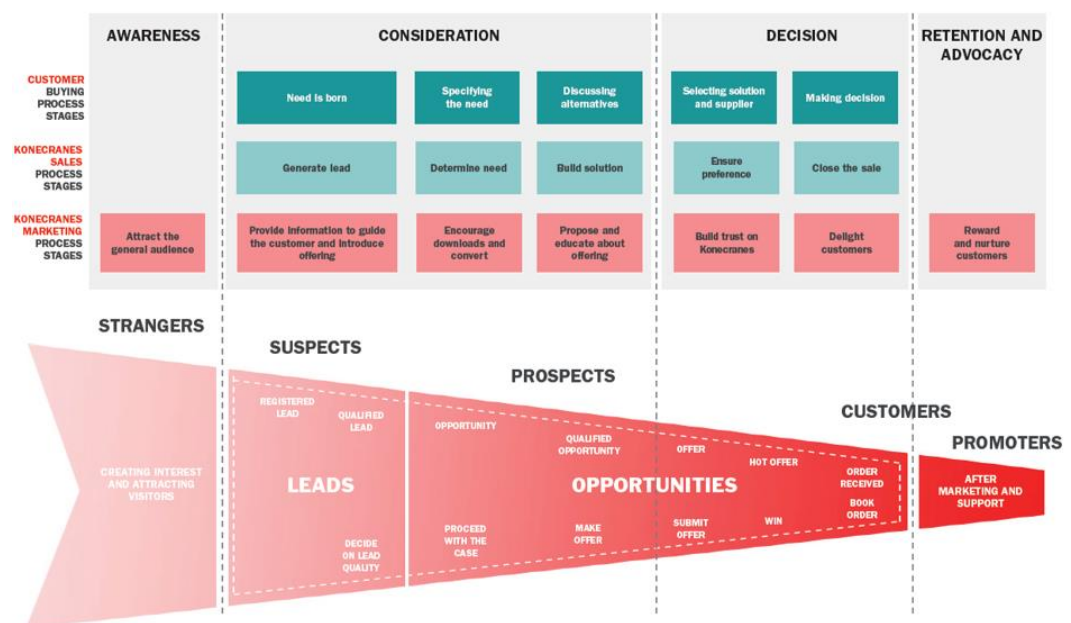 AWARENESS
CONSIDERATION
DECISION
RETENTION AND
ADVOCACY
CUSTOMER
BUYING
PROCESS
STAGES
Need is born
Specifying
the need
Discussing
alternatives
Selecting solution
and supplier
Making decision
KONECRANES
SALES
PROCESS
STAGES
Generate lead
Determine need
Build solution
Ensure
preference
Close the sale
KONECRANES
MARKETING
PROCESS
STAGES
Attract the
general audience
Provide information to guide
the customer and introduce
offering
Encourage
downloads and
convert
Propose and
educate about
offering
Build trust on
Konecranes
Delight
customers
Reward
and nurture
customers
STRANGERS
SUSPECTS
PROSPECTS
CUSTOMERS
PROMOTERS
CREATING INTEREST
AND ATTRACTING
VISITORS
REGISTERED
LEAD
QUALIFIED
LEAD
LEADS
DECIDE
ON LEAD
QUALITY
OPPORTUNITY
QUALIFIED
OPPORTUNITY
OFFER
HOT OFFER
ORDER
RECEIVED
OPPORTUNITIES
PROCEED
WITH THE
CASE
MAKE
OFFER
SUBMIT
OFFER
WIN
BOOK
ORDER
AFTER
MARKETING AND
SUPPORT